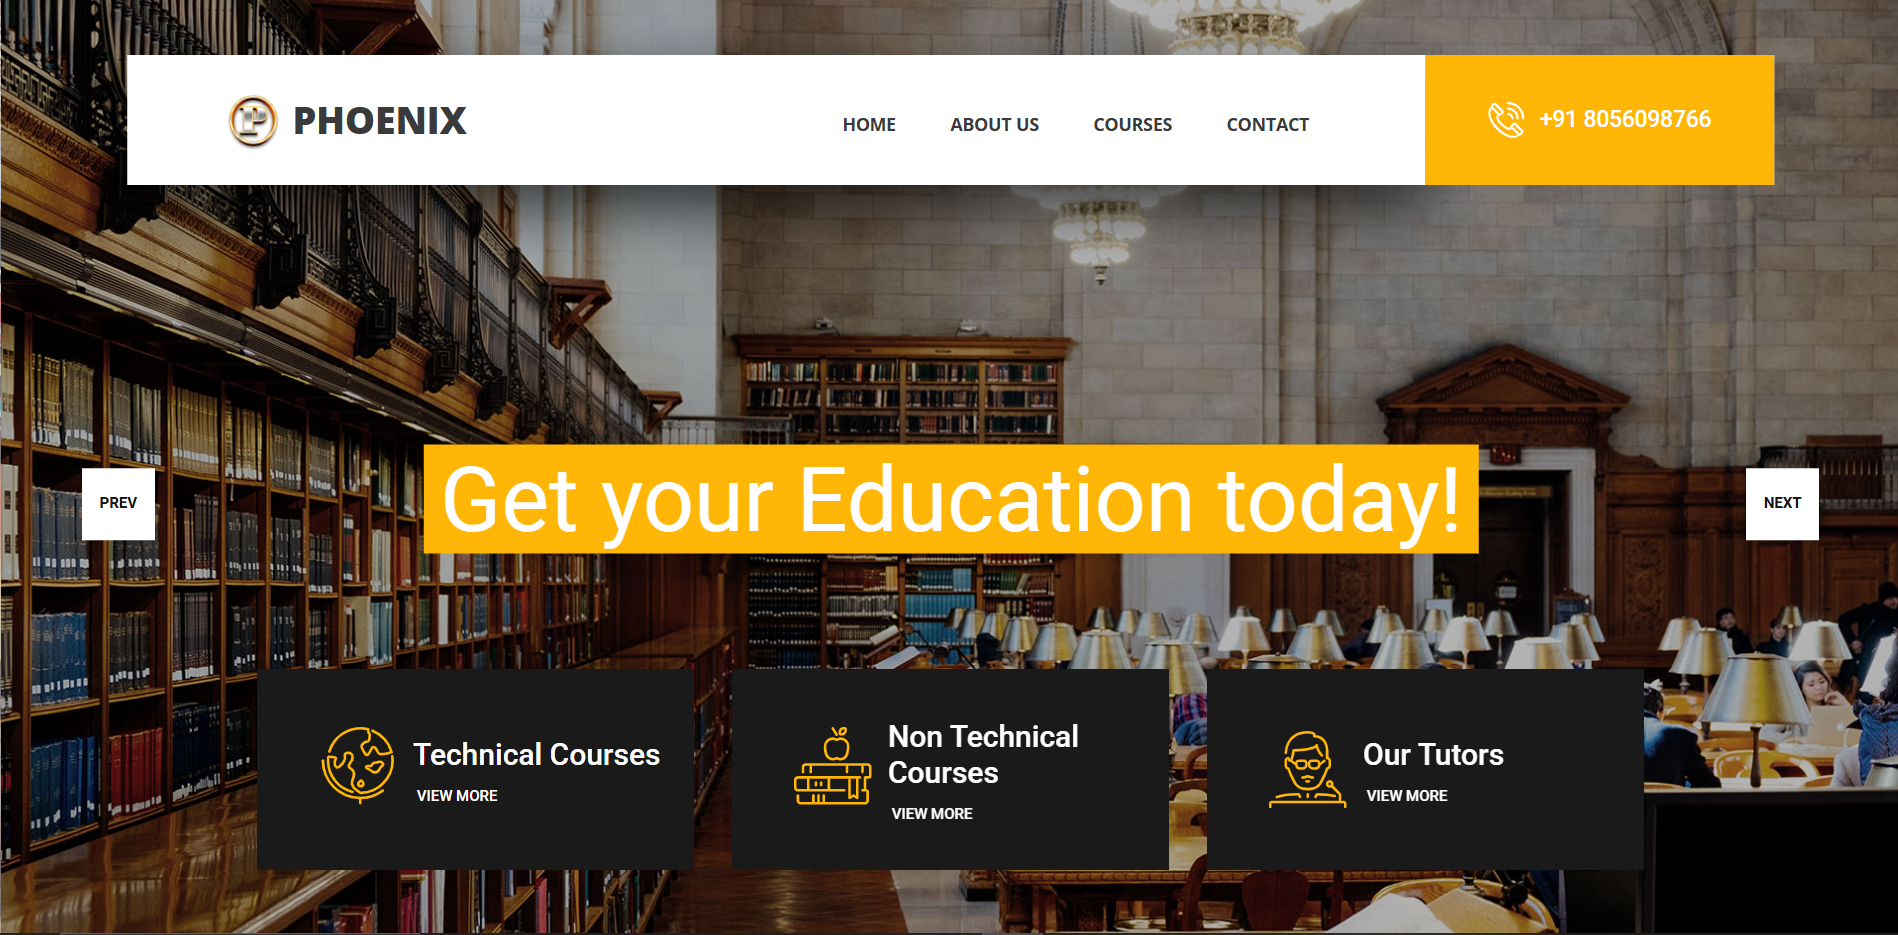 PHOENIX
HOME ABOUT US COURSES CONTACT
+91 8056098766
Get your Education today!
PREV
NEXT
Technical Courses
VIEW MORE
Non Technical
Courses
VIEW MORE
Our Tutors
VIEW MORE